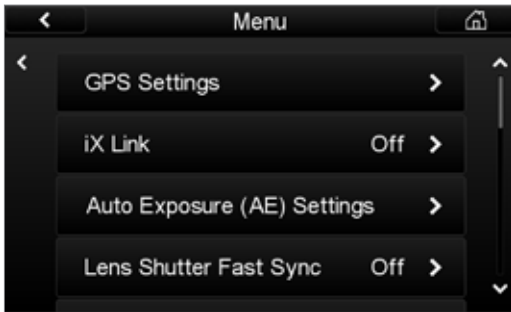 Menu
GPS Settings
iX Link Off
Auto Exposure (AE) Settings
Lens Shutter Fast Sync Off